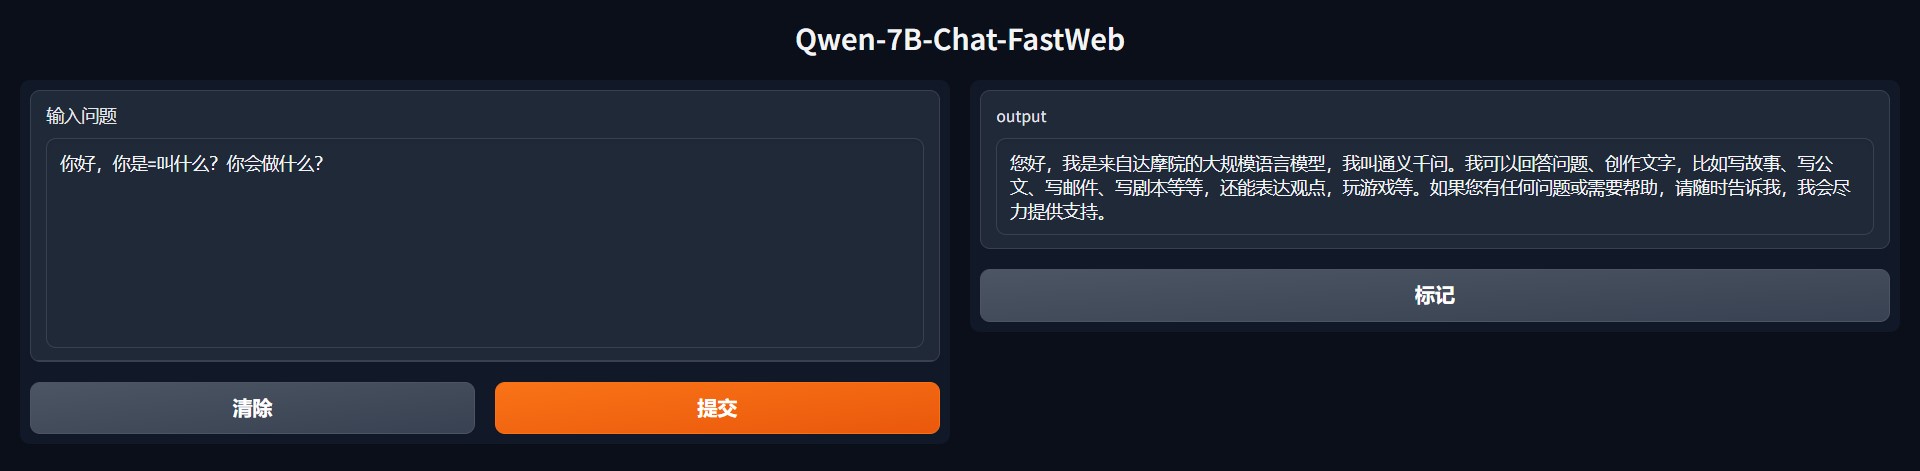 Qwen-7B-Chat-FastWeb
输入问题
你好，你是=叫什么？你会做什么？
清除
提交
output
您好，我是来自达摩院的大规模语言模型，我叫通义千问。我可以回答问题、创作文字，比如写故事、写公
文、写邮件、写剧本等等，还能表达观点，玩游戏等。如果您有任何问题或需要帮助，请随时告诉我，我会尽
力提供支持。
标记